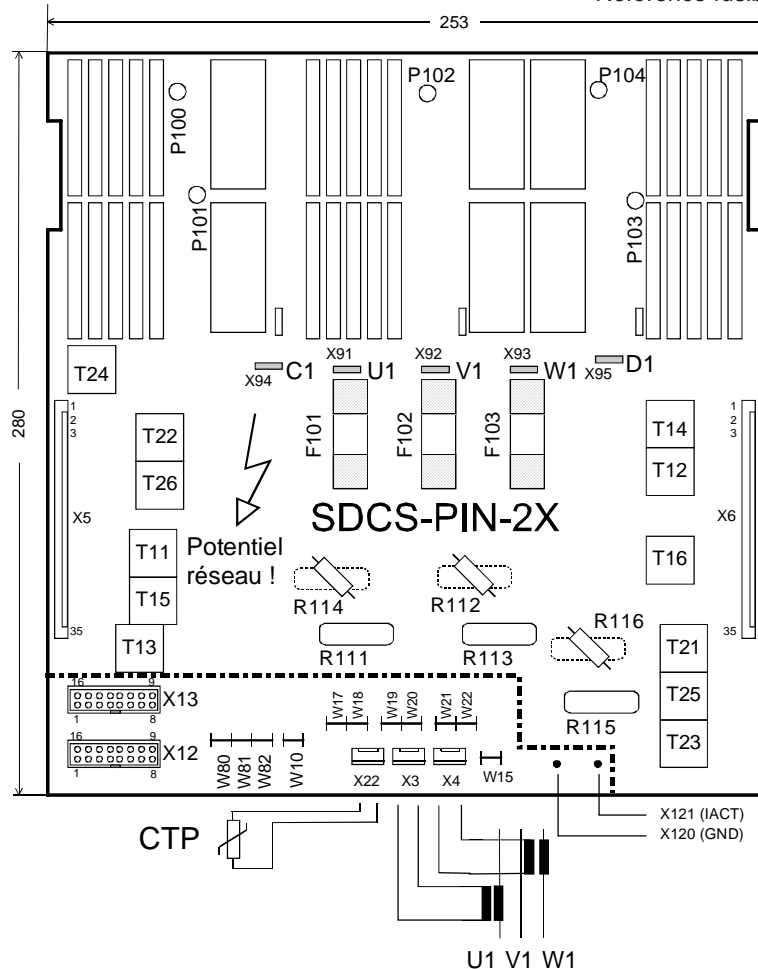 253
280
P100
P101
P102
P104
P103
T24
X94
C1
X91
U1
X92
V1
X93
W1
X95
D1
1
2
3
X5
35
T22
T26
F101
F102
F103
T14
T12
1
2
3
X6
35
SDCS-PIN-2X
T11
T15
T13
Potentiel
réseau !
T16
R114
R112
R116
R111
R113
R115
T21
T25
T23
16
9
X13
1
8
16
9
X12
1
8
W80
W81
W82
W10
W17
W18
W19
W20
W21
W22
X22
X3
X4
W15
X121 (IACT)
X120 (GND)
CTP
U1 V1 W1